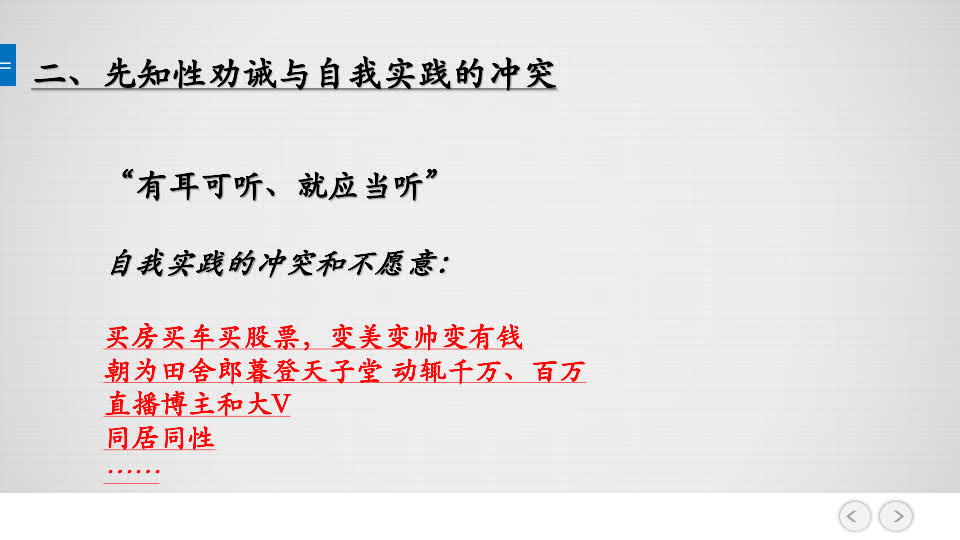 二、先知性劝诫与自我实践的冲突
“有耳可听、就应当听”
自我实践的冲突和不愿意：
买房买车买股票，变美变帅变有钱
朝为田舍郎暮登天子堂 动辄千万、百万
直播博主和大V
同居同性
……